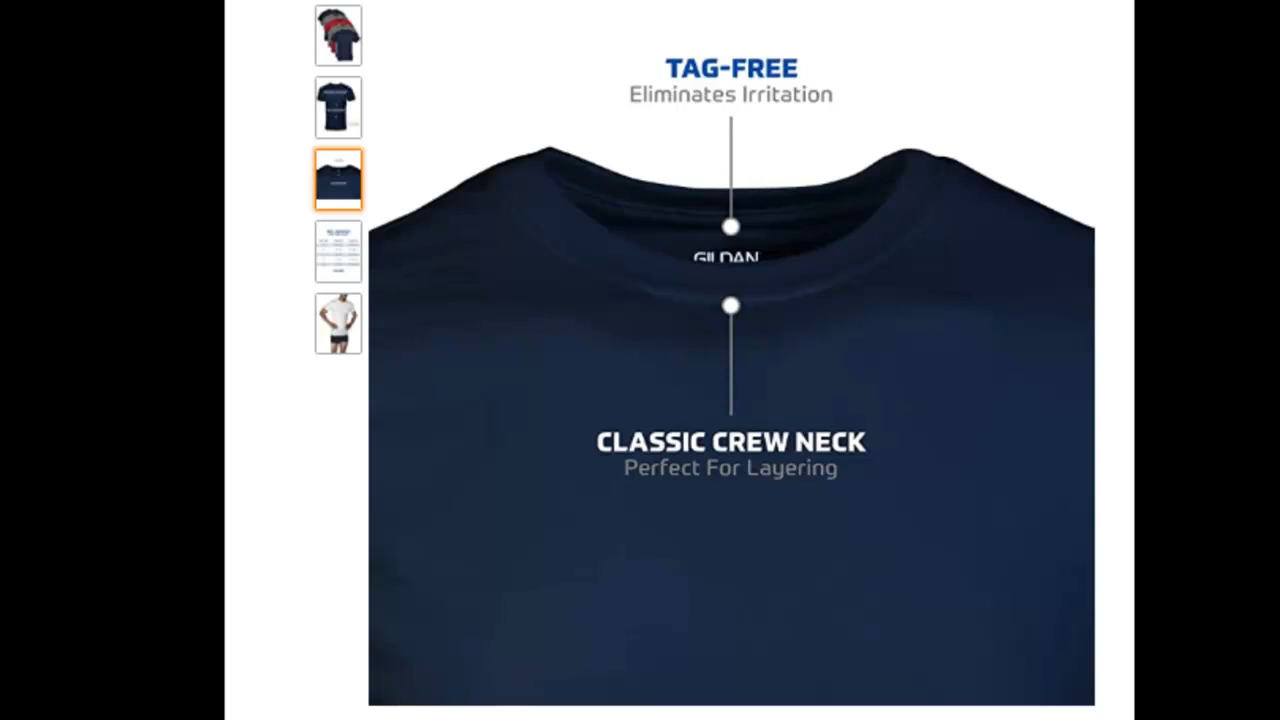 TAG-FREE
Eliminates Irritation
GILDAN
CLASSIC CREW NECK
Perfect For Layering